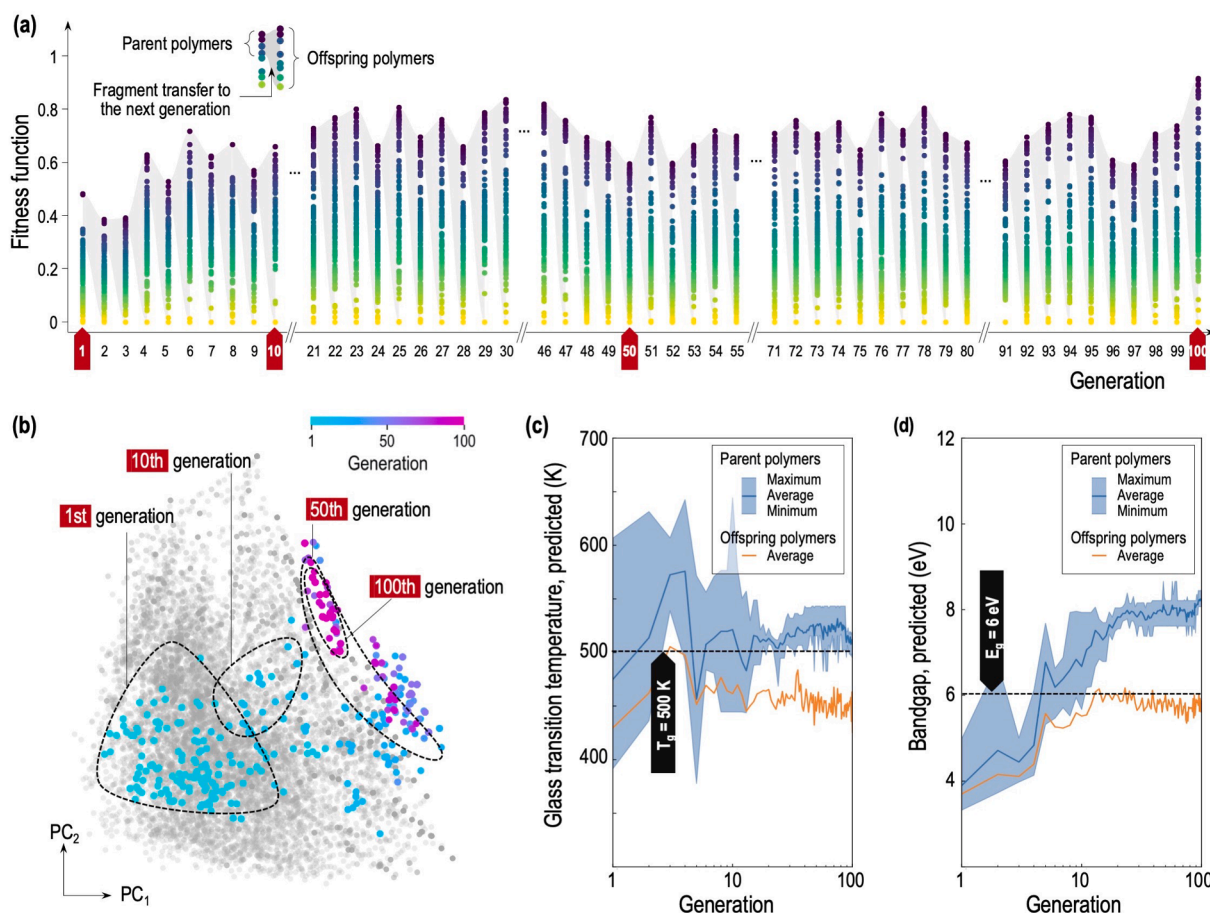 (a)
Parent polymers
Offspring polymers
Fragment transfer to
the next generation
Fitness function
1
0.8
0.6
0.4
0.2
0
... ... ... ...
1 2 3 4 5 6 7 8 9 10 21 22 23 24 25 26 27 28 29 30 46 47 48 49 50 51 52 53 54 55 71 72 73 74 75 76 77 78 79 80 91 92 93 94 95 96 97 98 99 100
Generation
(b)
1 50 100
Generation
10th generation
1st generation
50th generation
100th generation
PC2
PC1
(c)
Glass transition temperature, predicted (K)
700
600
500
400
Parent polymers
Maximum
Average
Minimum
Offspring polymers
Average
Tg = 500 K
1 10 100
Generation
(d)
Bandgap, predicted (eV)
12
10
8
6
4
Parent polymers
Maximum
Average
Minimum
Offspring polymers
Average
Eg = 6 eV
1 10 100
Generation